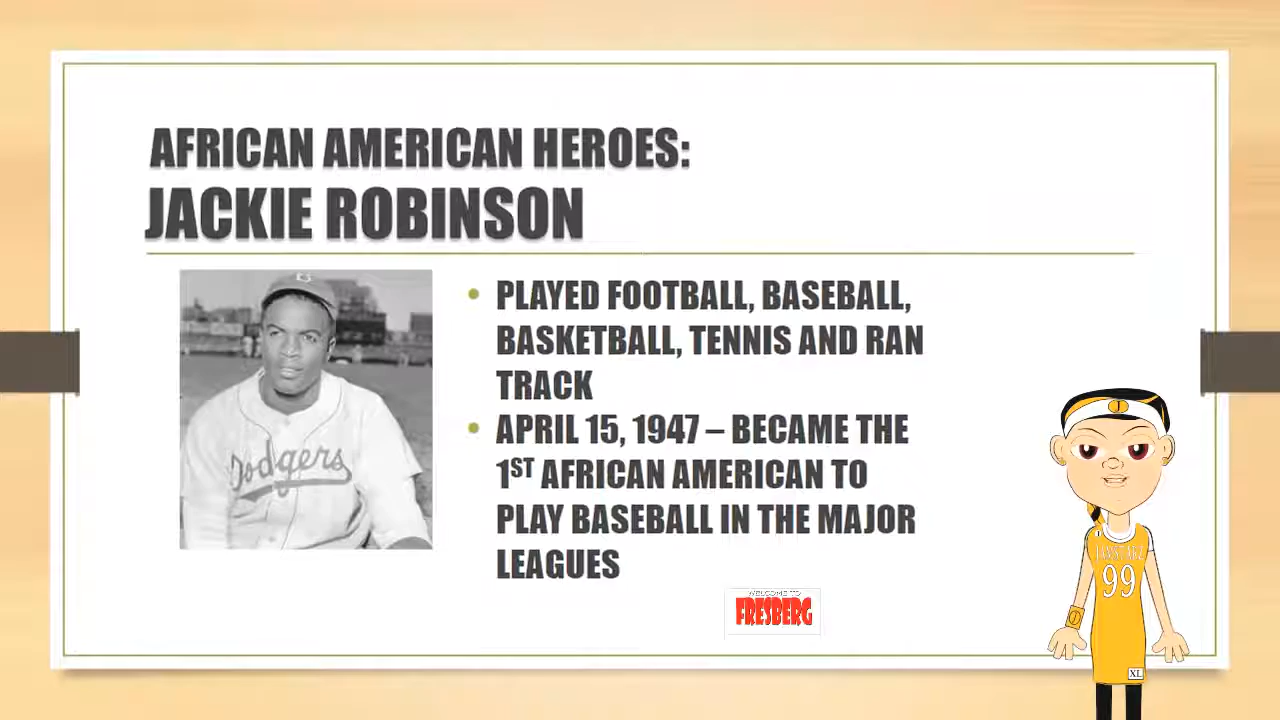 AFRICAN AMERICAN HEROES:
JACKIE ROBINSON
• PLAYED FOOTBALL, BASEBALL,
BASKETBALL, TENNIS AND RAN
TRACK
• APRIL 15, 1947 – BECAME THE
1ST AFRICAN AMERICAN TO
PLAY BASEBALL IN THE MAJOR
LEAGUES
Dodgers
WELCOME TO
FRESBERG
99
XL